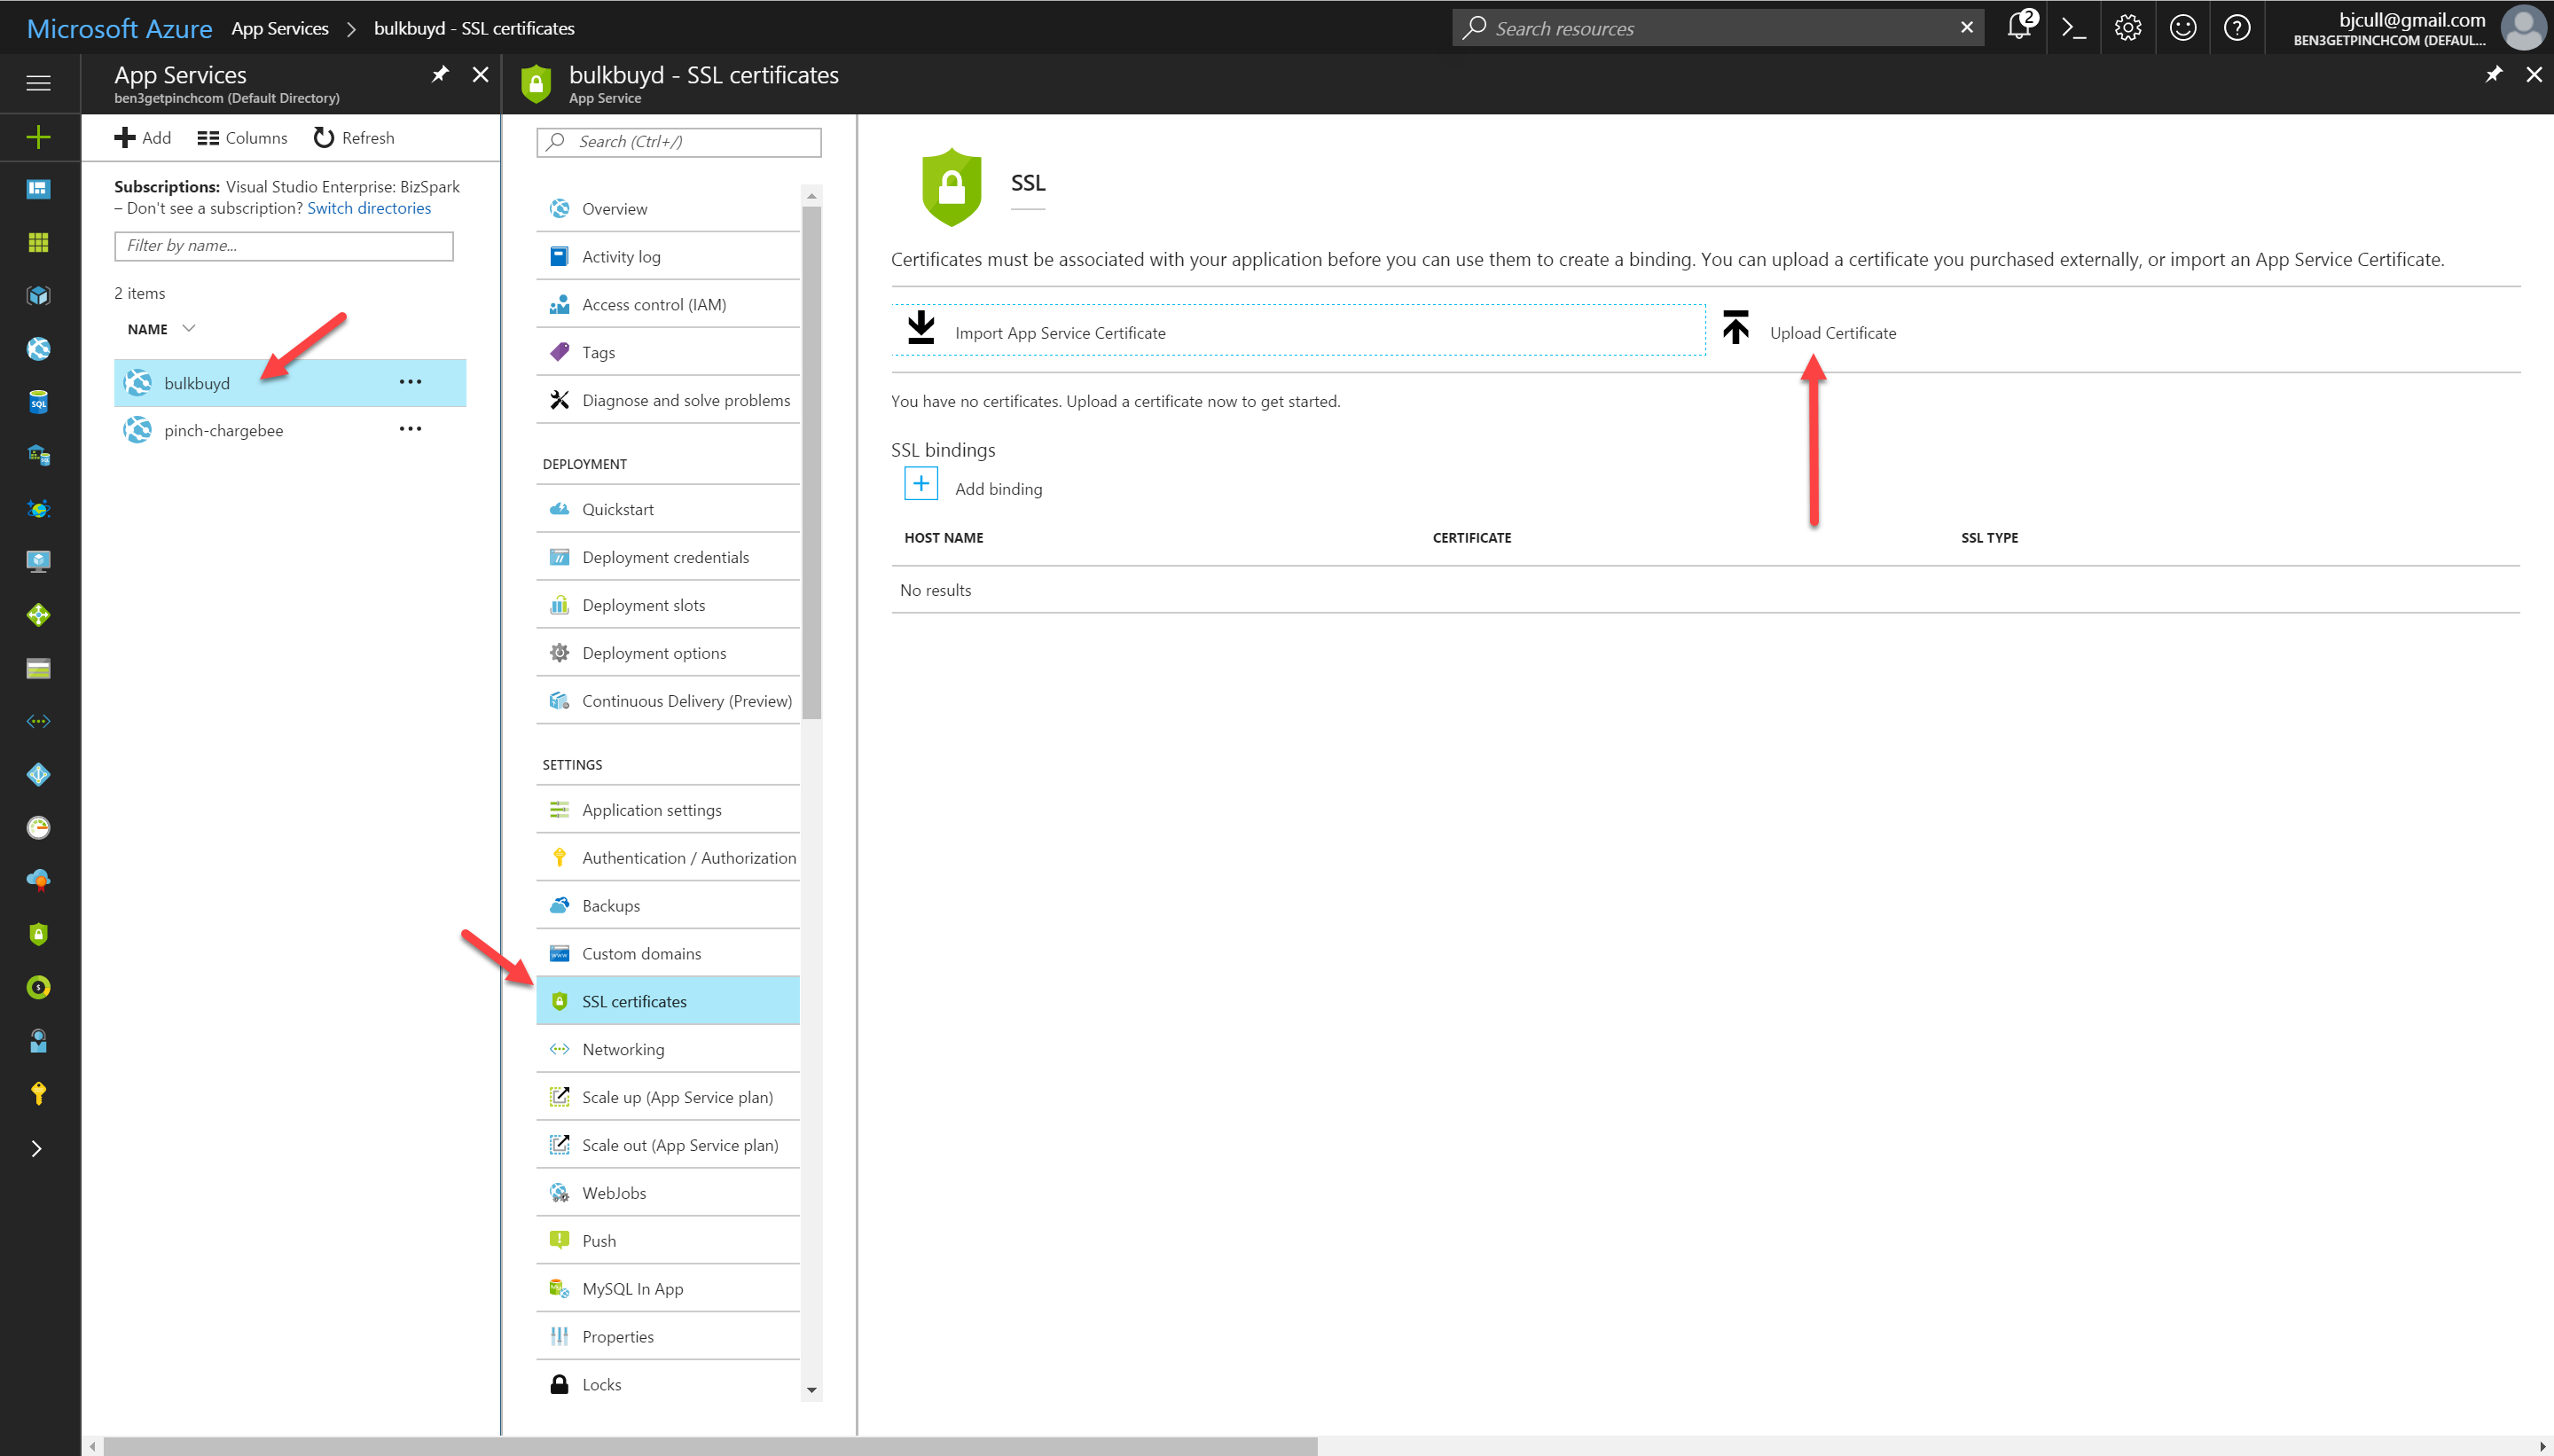 Microsoft Azure App Services > bulkbuyd - SSL certificates
Search resources
2
bjcull@gmail.com
BEN3GETPINCHCOM (DEFAUL...
App Services
ben3getpinchcom (Default Directory)
Add Columns Refresh
Subscriptions: Visual Studio Enterprise: BizSpark
– Don't see a subscription? Switch directories
Filter by name...
2 items
NAME
bulkbuyd
pinch-chargebee
bulkbuyd - SSL certificates
App Service
Search (Ctrl+/)
Overview
Activity log
Access control (IAM)
Tags
Diagnose and solve problems
DEPLOYMENT
Quickstart
Deployment credentials
Deployment slots
Deployment options
Continuous Delivery (Preview)
SETTINGS
Application settings
Authentication / Authorization
Backups
Custom domains
SSL certificates
Networking
Scale up (App Service plan)
Scale out (App Service plan)
WebJobs
Push
MySQL In App
Properties
Locks
SSL
Certificates must be associated with your application before you can use them to create a binding. You can upload a certificate you purchased externally, or import an App Service Certificate.
Import App Service Certificate Upload Certificate
You have no certificates. Upload a certificate now to get started.
SSL bindings
Add binding
HOST NAME CERTIFICATE SSL TYPE
No results